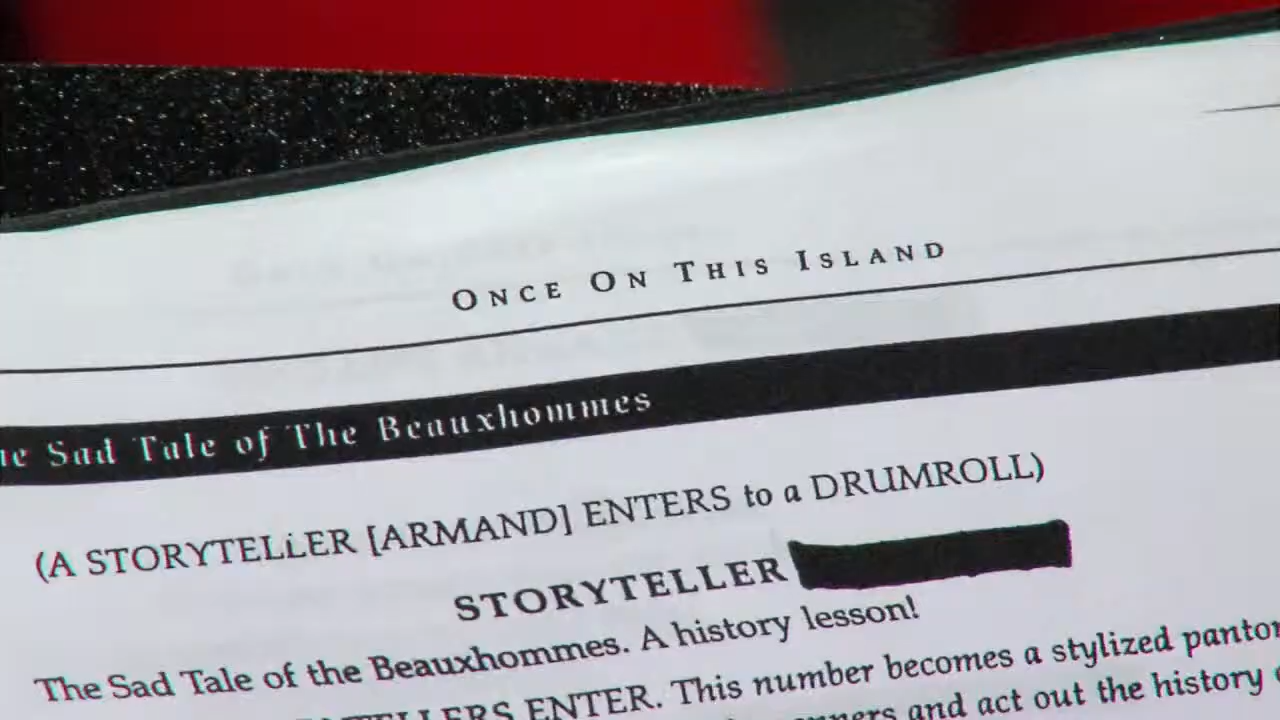 ONCE ON THIS ISLAND
Sad Tale of The Beauxhommes
(A STORYTELLER [ARMAND] ENTERS to a DRUMROLL)
STORYTELLER
The Sad Tale of the Beauxhommes. A history lesson!
ENTER. This number becomes a stylized
and act out the history